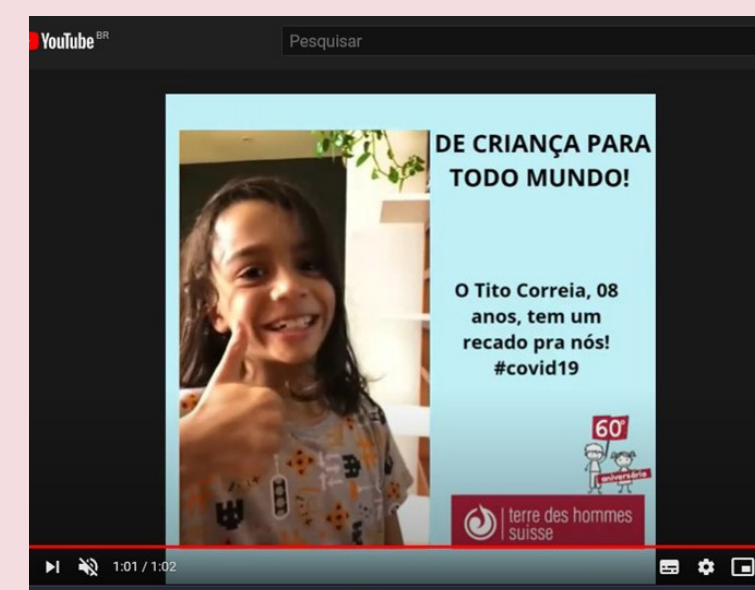 YouTube BR
Pesquisar
DE CRIANÇA PARA
TODO MUNDO!
O Tito Correia, 08
anos, tem um
recado pra nós!
#covid19
60º
aniversário
terre des hommes
suisse
1:01 / 1:02